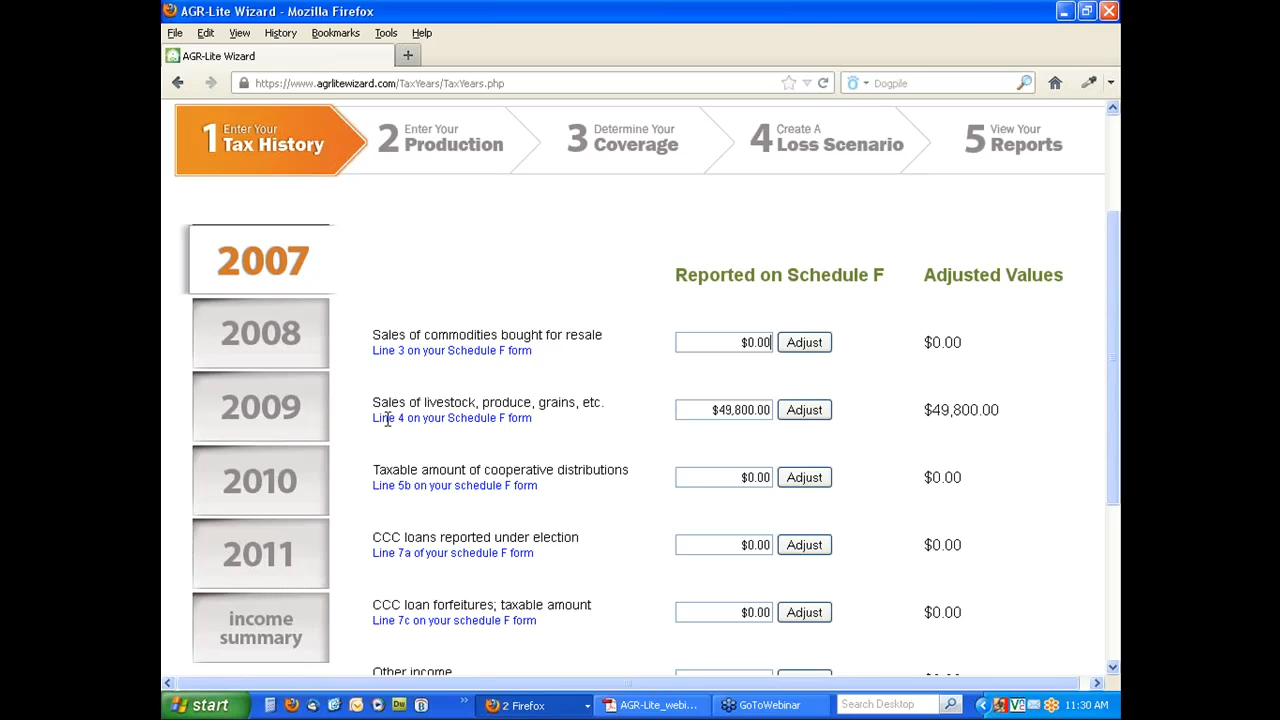 AGR-Lite Wizard - Mozilla Firefox
File Edit View History Bookmarks Tools Help
AGR-Lite Wizard
https://www.agrlitewizard.com/TaxYears/TaxYears.php
Dogpile
1 Enter Your Tax History
2 Enter Your Production
3 Determine Your Coverage
4 Create A Loss Scenario
5 View Your Reports
2007
2008
2009
2010
2011
income
summary
Reported on Schedule F Adjusted Values
Sales of commodities bought for resale
Line 3 on your Schedule F form
$0.00 Adjust $0.00
Sales of livestock, produce, grains, etc.
Line 4 on your Schedule F form
$49,800.00 Adjust $49,800.00
Taxable amount of cooperative distributions
Line 5b on your schedule F form
$0.00 Adjust $0.00
CCC loans reported under election
Line 7a of your schedule F form
$0.00 Adjust $0.00
CCC loan forfeitures; taxable amount
Line 7c on your schedule F form
$0.00 Adjust $0.00
Other income
start 2 Firefox AGR-Lite_webi... GoToWebinar Search Desktop 11:30 AM